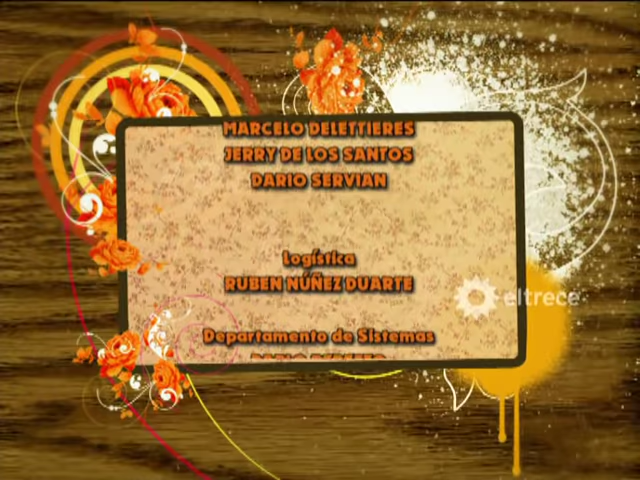 MARCELO DELETTIERES
JERRY DE LOS SANTOS
DARIO SERVIAN
Logística
RUBEN NÚÑEZ DUARTE
eltrece
Departamento de Sistemas